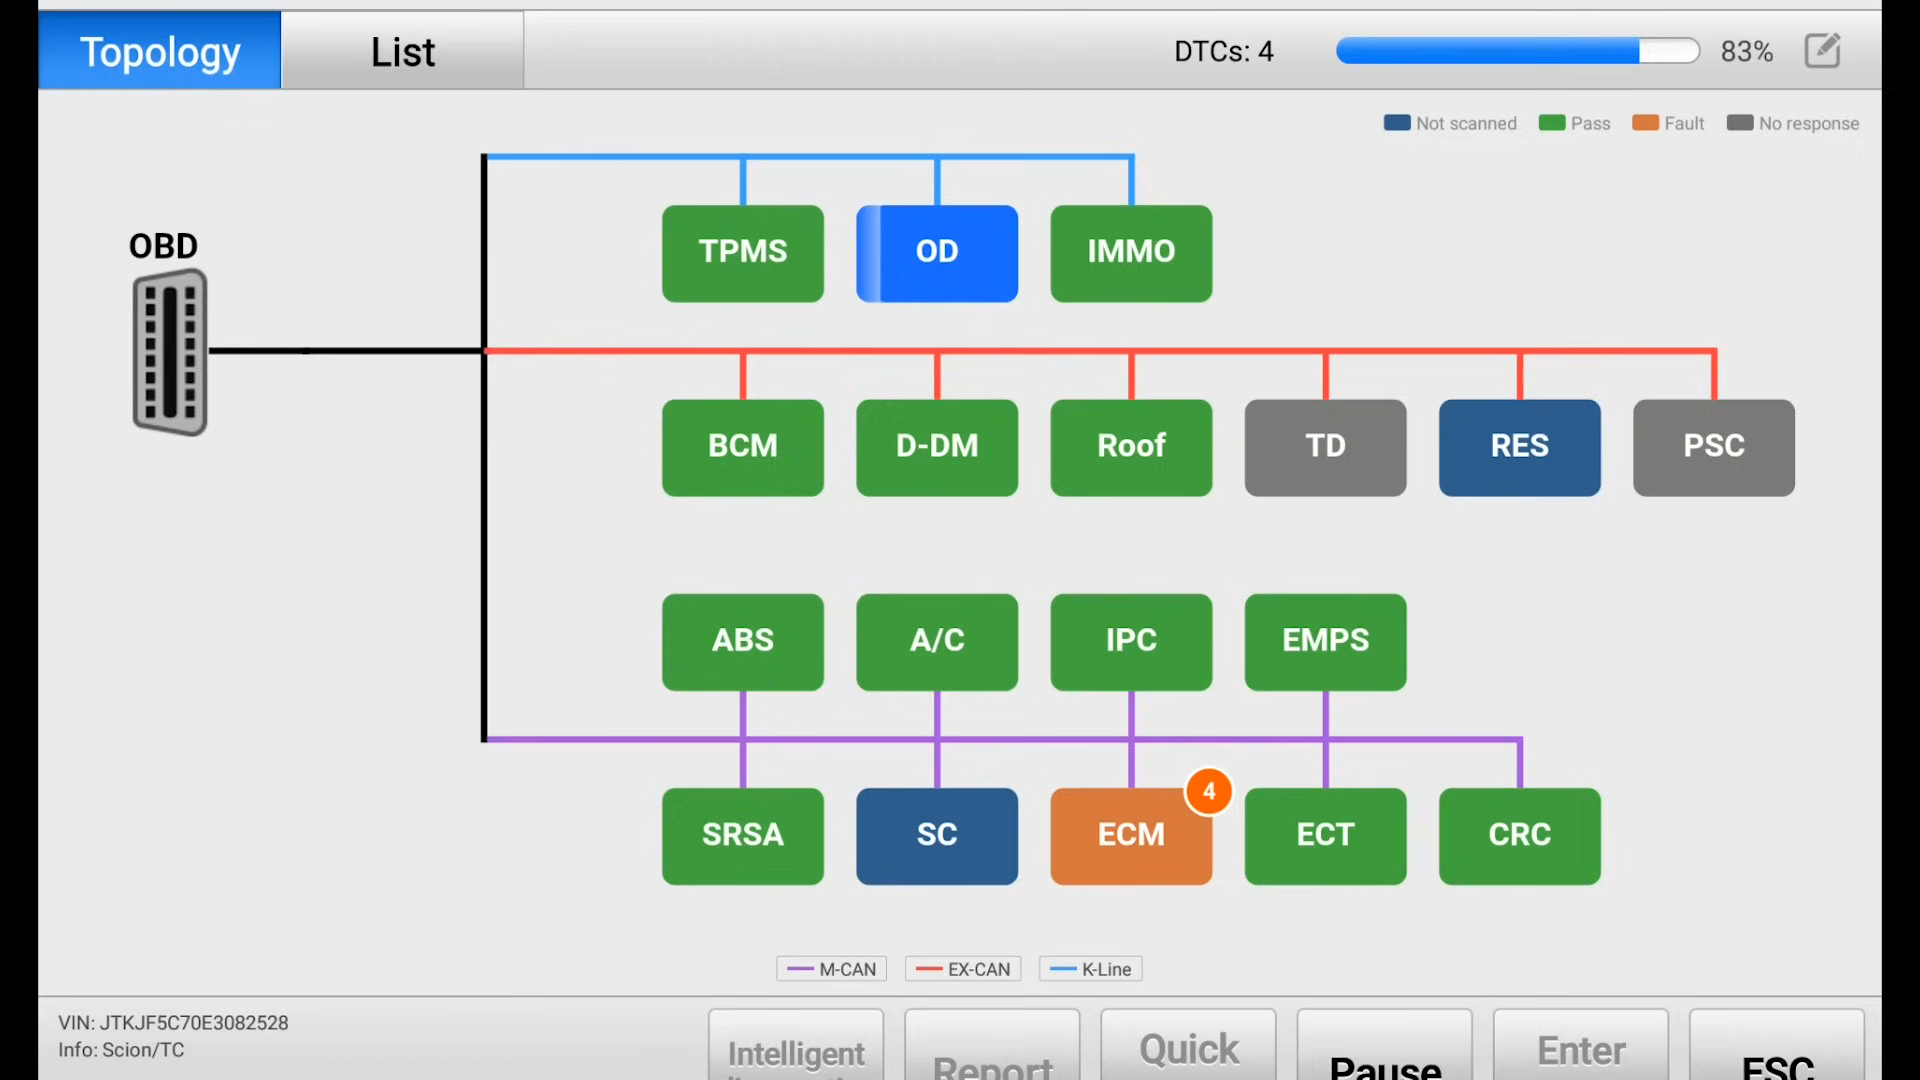 Topology
List
DTCs: 4
83%
Not scanned
Pass
Fault
No response
OBD
TPMS
OD
IMMO
BCM
D-DM
Roof
TD
RES
PSC
ABS
A/C
IPC
EMPS
SRSA
SC
ECM
4
ECT
CRC
M-CAN
EX-CAN
K-Line
VIN: JTKJF5C70E3082528
Info: Scion/TC
Intelligent
Report
Quick
Pause
Enter
ESC